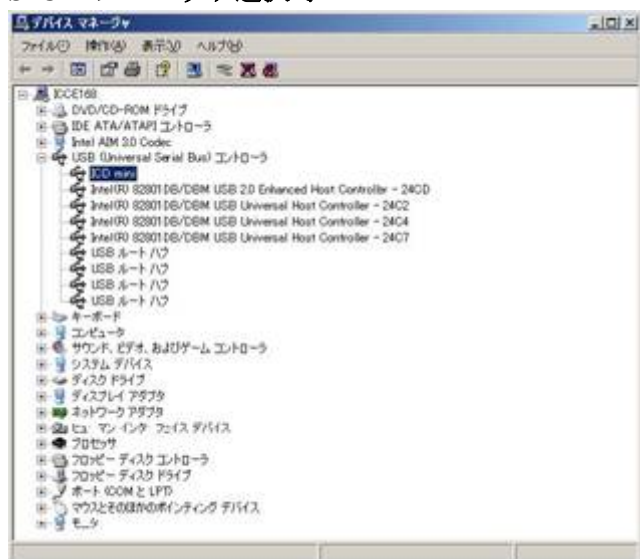 デバイス マネージャ
ファイル(F) 操作(A) 表示(V) ヘルプ(H)
ICCE168
DVD/CD-ROM ドライブ
IDE ATA/ATAPI コントローラ
Intel AIM 3.0 Codec
USB (Universal Serial Bus) コントローラ
ICD mini
Intel(R) 82801DB/DBM USB 2.0 Enhanced Host Controller - 24CD
Intel(R) 82801DB/DBM USB Universal Host Controller - 24C2
Intel(R) 82801DB/DBM USB Universal Host Controller - 24C4
Intel(R) 82801DB/DBM USB Universal Host Controller - 24C7
USB ルート ハブ
USB ルート ハブ
USB ルート ハブ
USB ルート ハブ
キーボード
コンピュータ
サウンド、ビデオ、およびゲーム コントローラ
システム デバイス
ディスク ドライブ
ディスプレイ アダプタ
ネットワーク アダプタ
ヒューマン インターフェイス デバイス
プロセッサ
フロッピー ディスク コントローラ
フロッピー ディスク ドライブ
ポート (COM と LPT)
マウスとそのほかのポインティング デバイス
モニタ